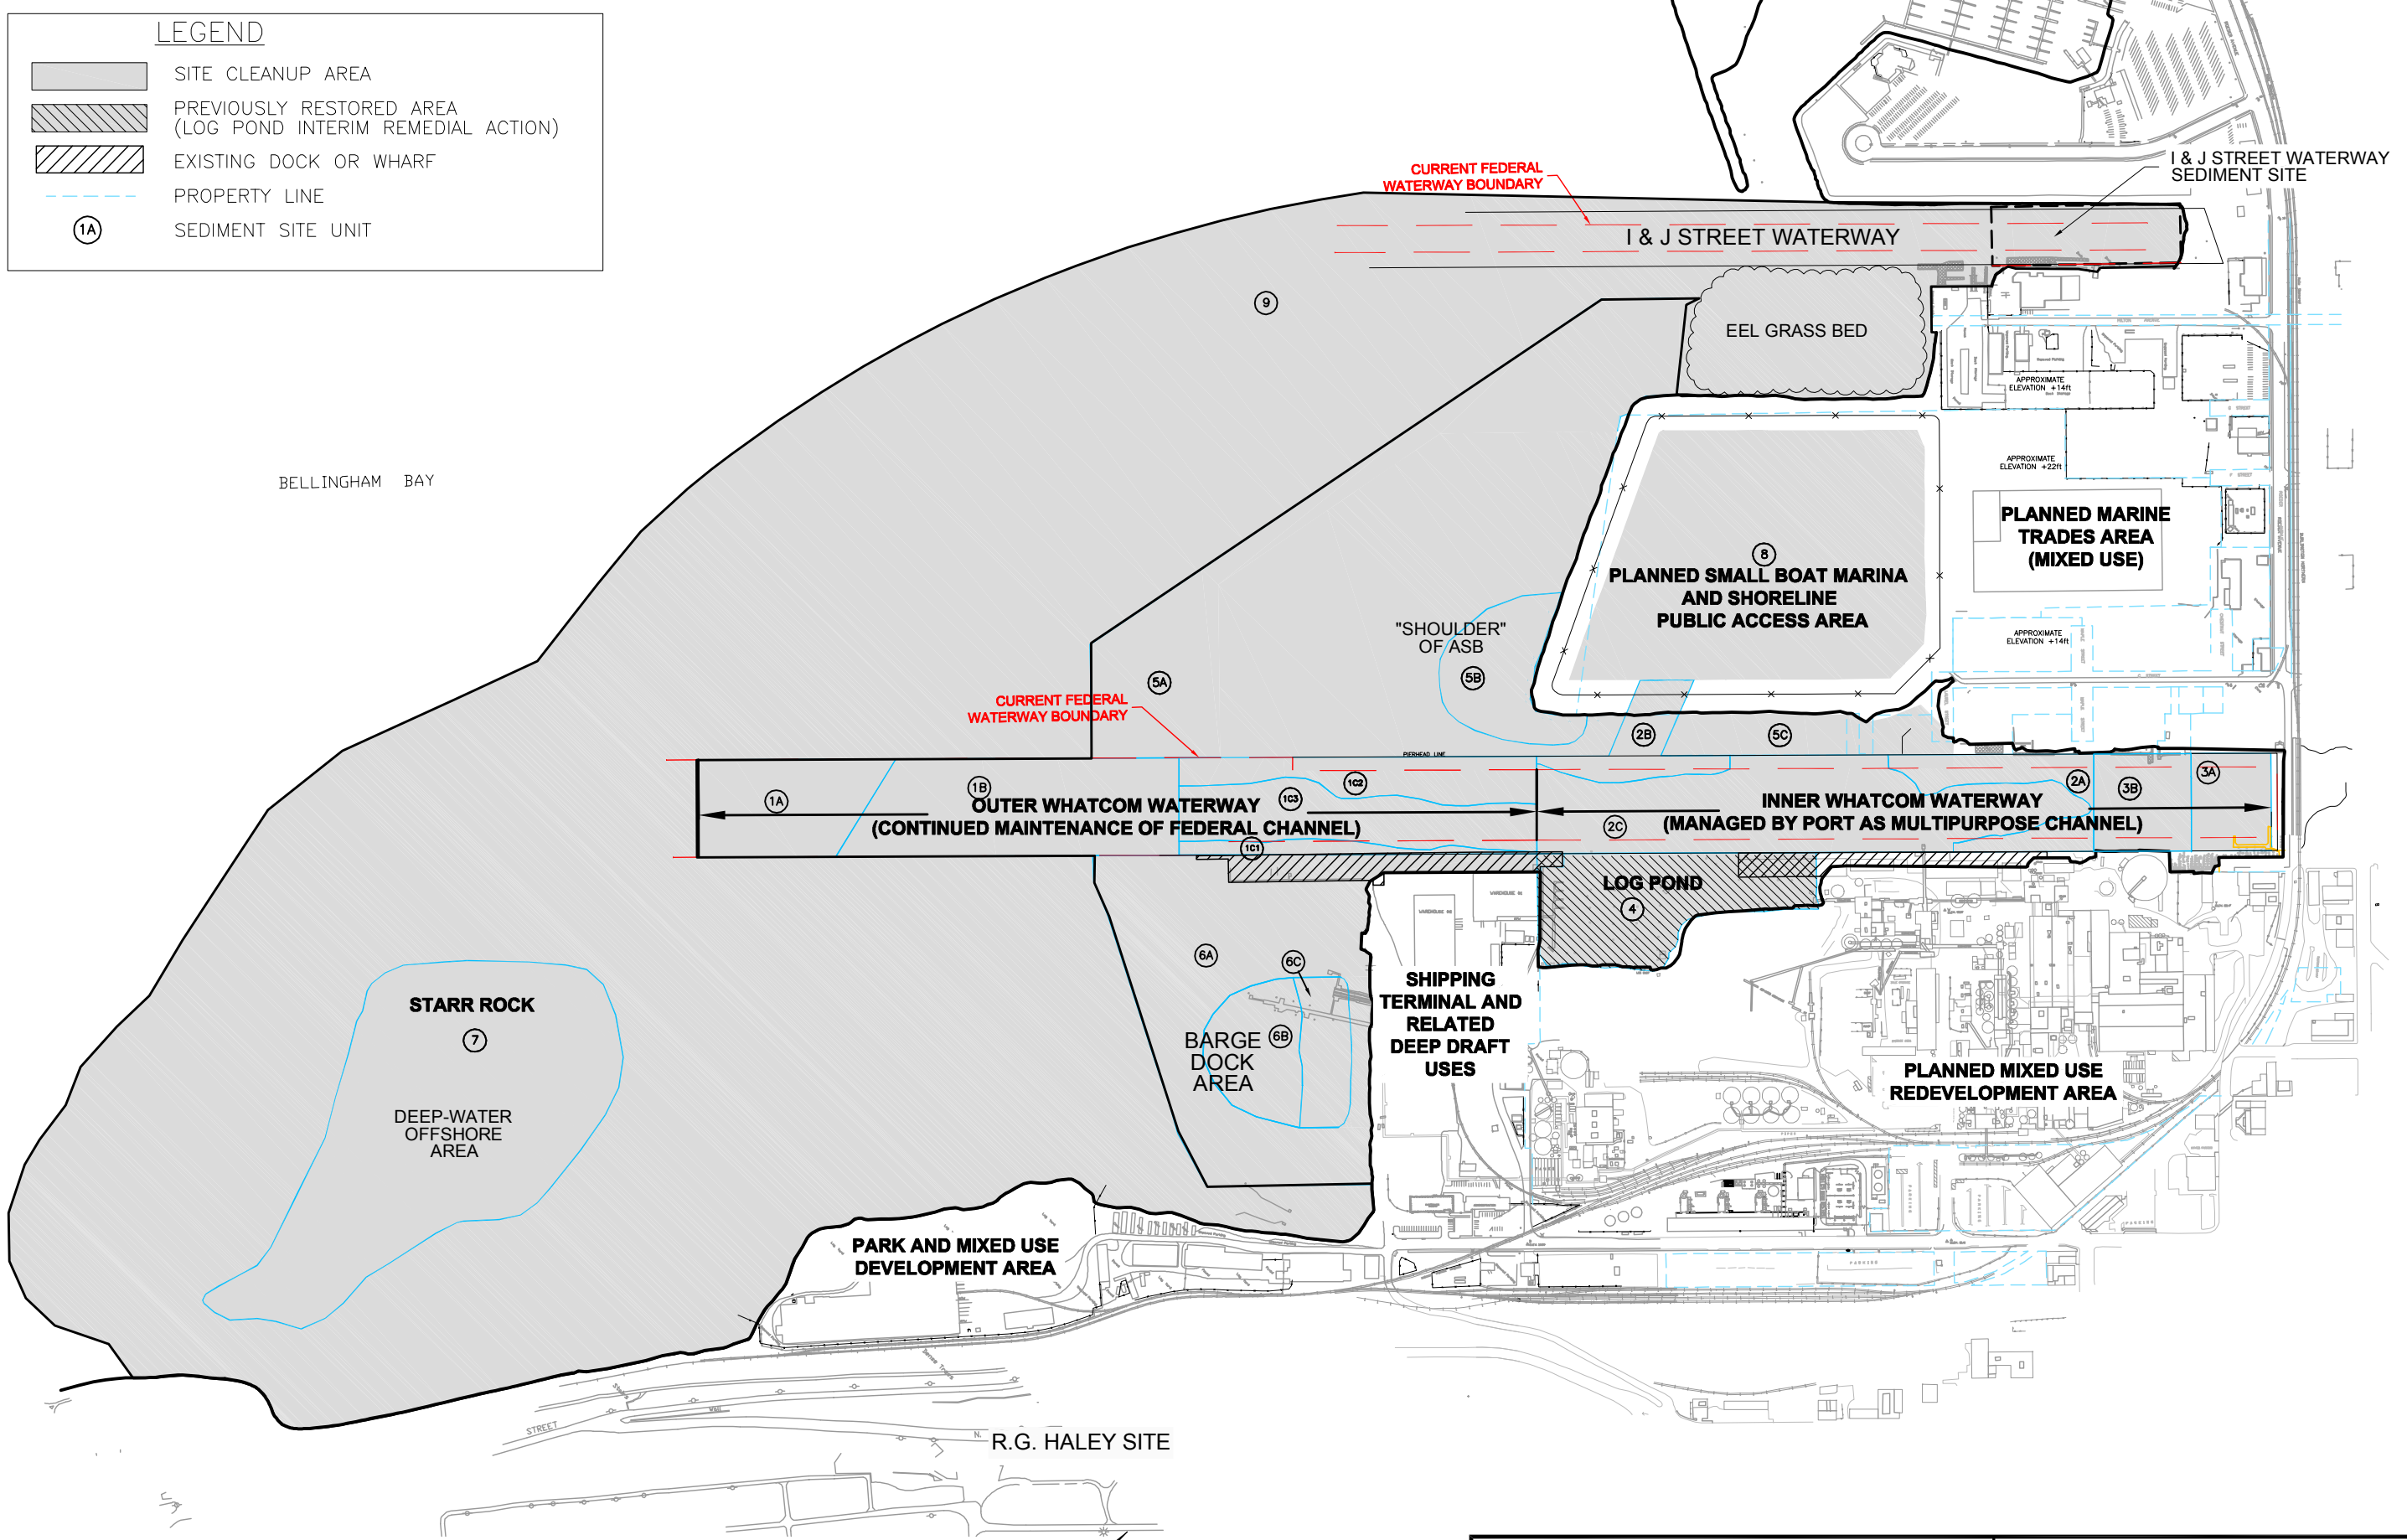 LEGEND
SITE CLEANUP AREA
PREVIOUSLY RESTORED AREA
(LOG POND INTERIM REMEDIAL ACTION)
EXISTING DOCK OR WHARF
PROPERTY LINE
1A
SEDIMENT SITE UNIT
I & J STREET WATERWAY
SEDIMENT SITE
CURRENT FEDERAL
WATERWAY BOUNDARY
I & J STREET WATERWAY
9
EEL GRASS BED
APPROXIMATE
ELEVATION +14ft
BELLINGHAM BAY
APPROXIMATE
ELEVATION +22ft
PLANNED MARINE
TRADES AREA
(MIXED USE)
8
PLANNED SMALL BOAT MARINA
AND SHORELINE
PUBLIC ACCESS AREA
"SHOULDER"
OF ASB
5B
APPROXIMATE
ELEVATION +14ft
5A
CURRENT FEDERAL
WATERWAY BOUNDARY
2B
5C
PIERHEAD LINE
1A
1B
1C3
1C2
OUTER WHATCOM WATERWAY
(CONTINUED MAINTENANCE OF FEDERAL CHANNEL)
1C1
2A
3B
3A
INNER WHATCOM WATERWAY
(MANAGED BY PORT AS MULTIPURPOSE CHANNEL)
2C
LOG POND
4
6A
6C
6B
BARGE
DOCK
AREA
SHIPPING
TERMINAL AND
RELATED
DEEP DRAFT
USES
STARR ROCK
7
DEEP-WATER
OFFSHORE
AREA
PLANNED MIXED USE
REDEVELOPMENT AREA
PARK AND MIXED USE
DEVELOPMENT AREA
PARKING
PARKING
PARKING
PARKING
STREET
N.
R.G. HALEY SITE